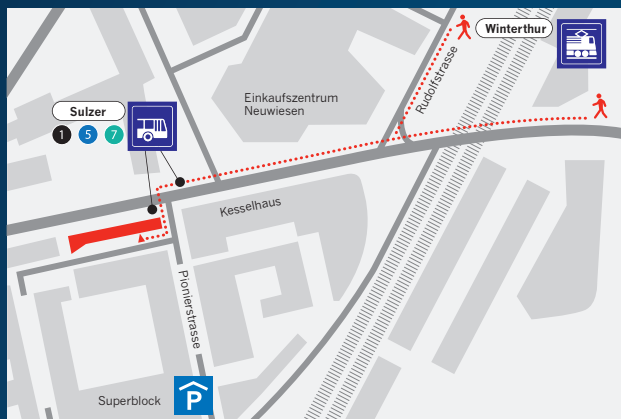 Winterthur
Rudolfstrasse
Einkaufszentrum
Neuwiesen
Sulzer
1 5 7
Kesselhaus
Pionierstrasse
Superblock
P